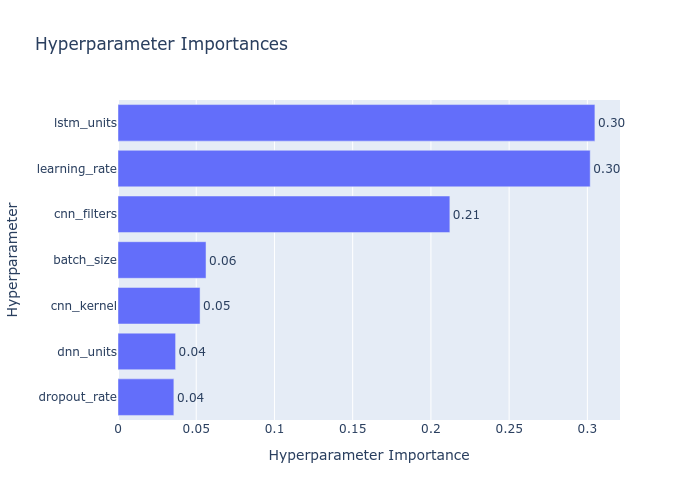 Hyperparameter Importances
Hyperparameter
lstm_units 0.30
learning_rate 0.30
cnn_filters 0.21
batch_size 0.06
cnn_kernel 0.05
dnn_units 0.04
dropout_rate 0.04
0 0.05 0.1 0.15 0.2 0.25 0.3
Hyperparameter Importance